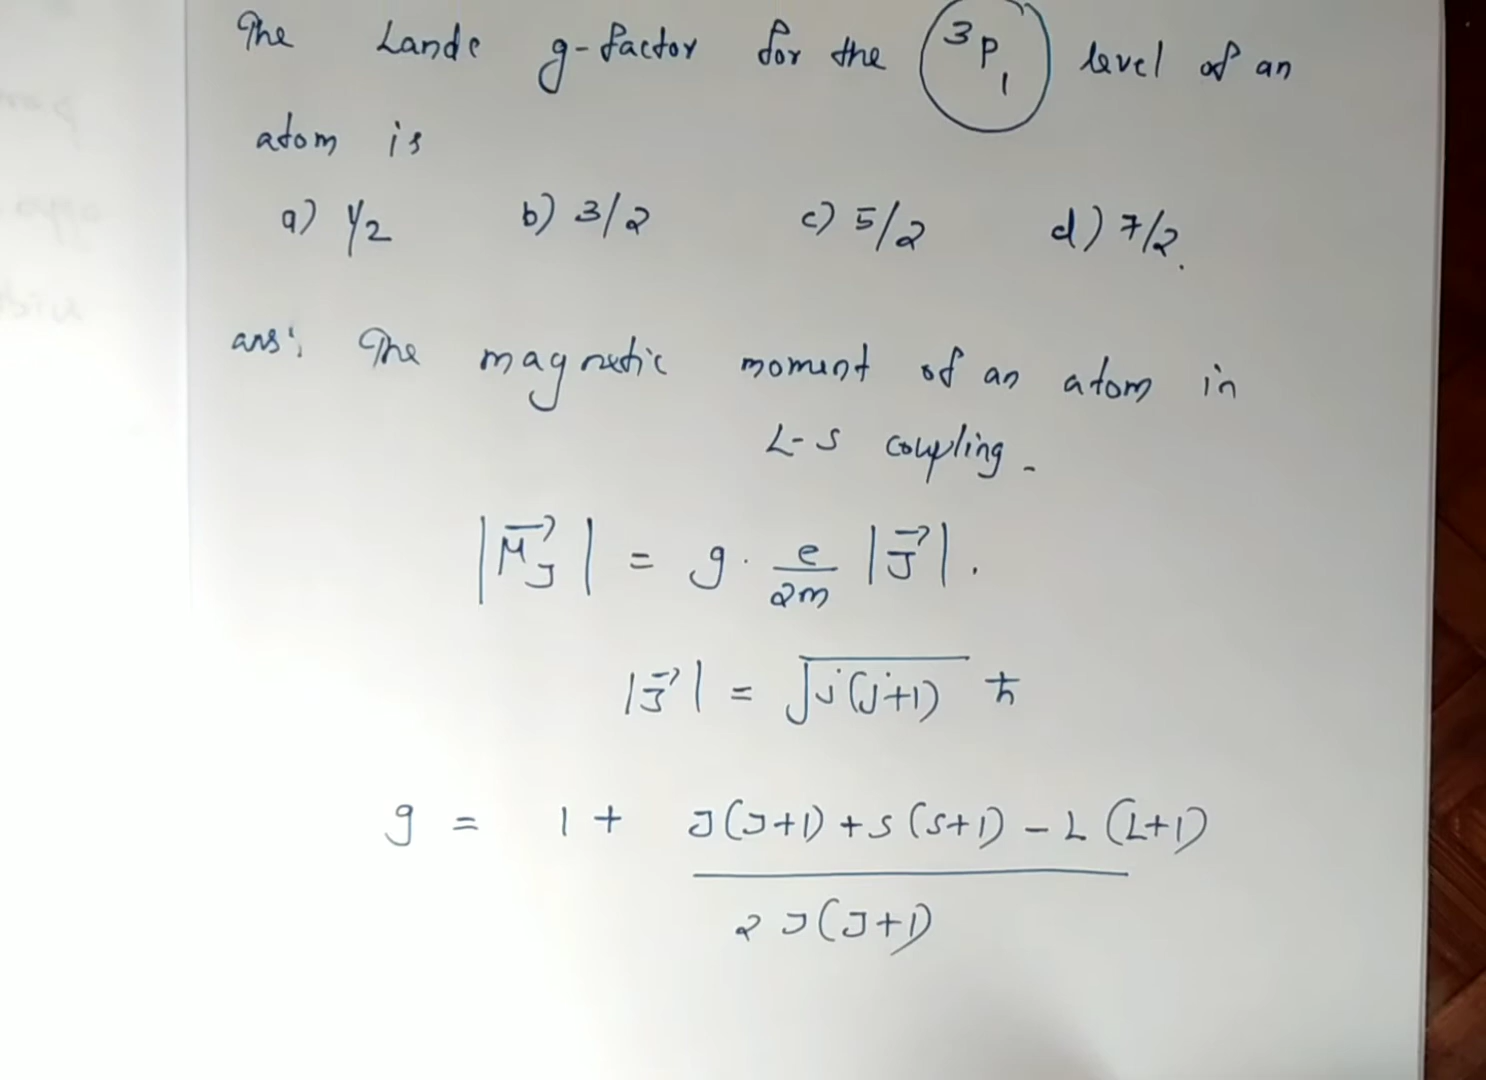 The Lande g-factor for the ³P₁ level of an
atom is
a) 1/2 b) 3/2 c) 5/2 d) 7/2.
ans: The magnetic moment of an atom in
L-S coupling.
|μ⃗_J| = g · e/2m |J⃗|.
|J⃗| = √j(j+1) ħ
g = 1 + J(J+1) + S(S+1) - L(L+1)
2J(J+1)